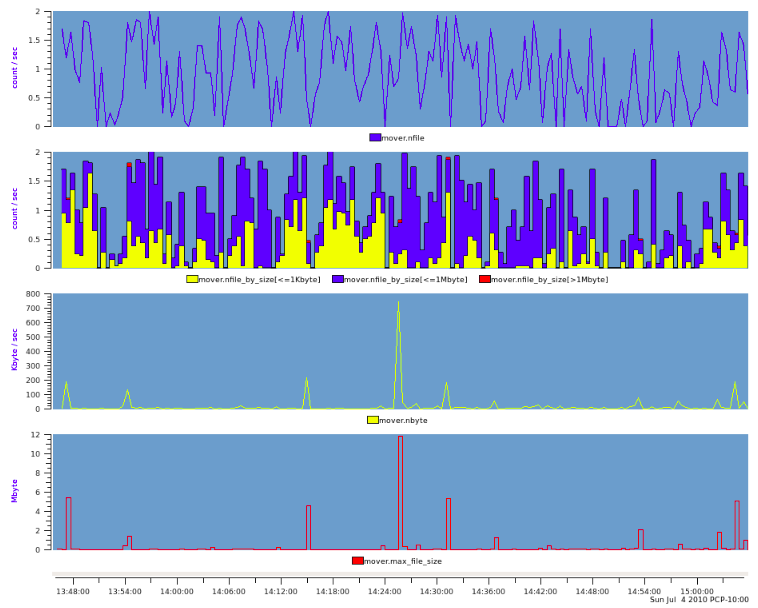 2
1.5
1
0.5
0
count / sec
mover.nfile
2
1.5
1
0.5
0
count / sec
mover.nfile_by_size[<=1Kbyte] mover.nfile_by_size[<=1Mbyte] mover.nfile_by_size[>1Mbyte]
800
700
600
500
400
300
200
100
0
Kbyte / sec
mover.nbyte
12
10
8
6
4
2
0
Mbyte
mover.max_file_size
13:48:00 13:54:00 14:00:00 14:06:00 14:12:00 14:18:00 14:24:00 14:30:00 14:36:00 14:42:00 14:48:00 14:54:00 15:00:00
Sun Jul 4 2010 PCP-10:00